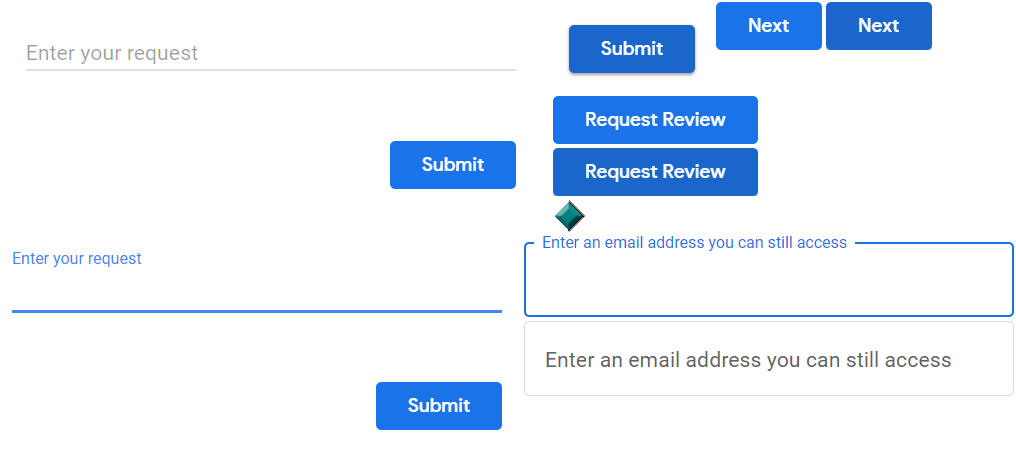 Enter your request
Submit
Next
Next
Request Review
Submit
Request Review
Enter your request
Enter an email address you can still access
Enter an email address you can still access
Submit